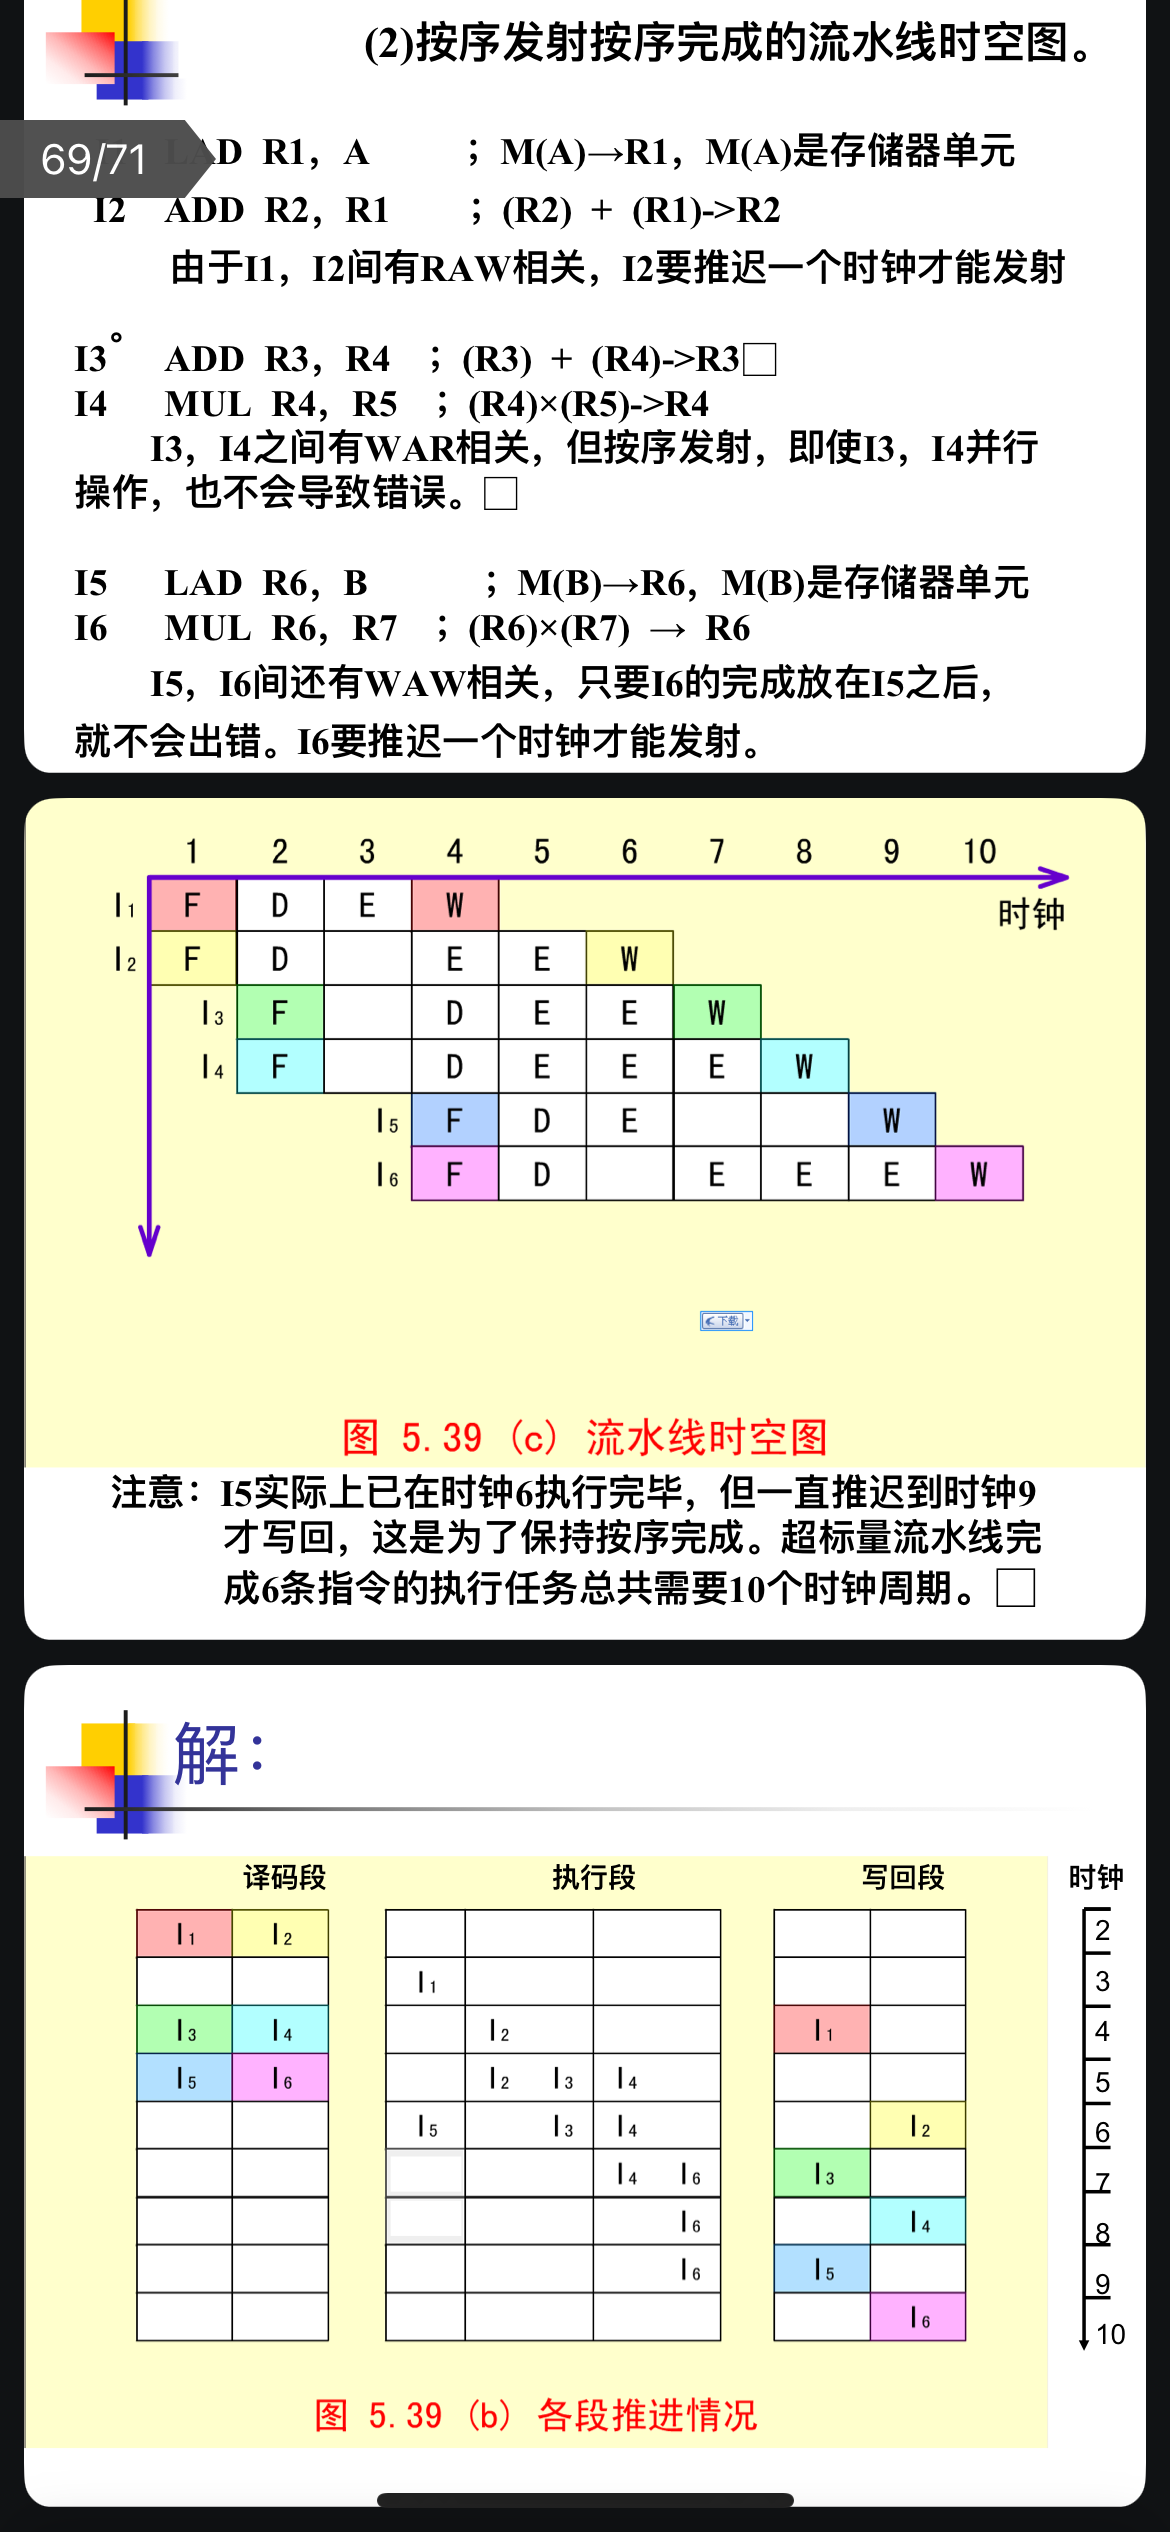 (2)按序发射按序完成的流水线时空图。
69/71
LAD R1，A ；M(A)→R1，M(A)是存储器单元
I2 ADD R2，R1 ；(R2) + (R1)->R2
由于I1，I2间有RAW相关，I2要推迟一个时钟才能发射
。
I3 ADD R3，R4 ；(R3) + (R4)->R3□
I4 MUL R4，R5 ；(R4)×(R5)->R4
I3，I4之间有WAR相关，但按序发射，即使I3，I4并行
操作，也不会导致错误。□
I5 LAD R6，B ；M(B)→R6，M(B)是存储器单元
I6 MUL R6，R7 ；(R6)×(R7) → R6
I5，I6间还有WAW相关，只要I6的完成放在I5之后，
就不会出错。I6要推迟一个时钟才能发射。
1 2 3 4 5 6 7 8 9 10
时钟
I1 F D E W
I2 F D E E W
I3 F D E E W
I4 F D E E E W
I5 F D E W
I6 F D E E E W
下载
图 5.39 (c) 流水线时空图
注意：I5实际上已在时钟6执行完毕，但一直推迟到时钟9
才写回，这是为了保持按序完成。超标量流水线完
成6条指令的执行任务总共需要10个时钟周期。□
解：
译码段 执行段 写回段 时钟
I1 I2 2
I1 3
I3 I4 I2 I1 4
I5 I6 I2 I3 I4 5
I5 I3 I4 I2 6
I4 I6 I3 7
I6 I4 8
I6 I5 9
I6 10
图 5.39 (b) 各段推进情况